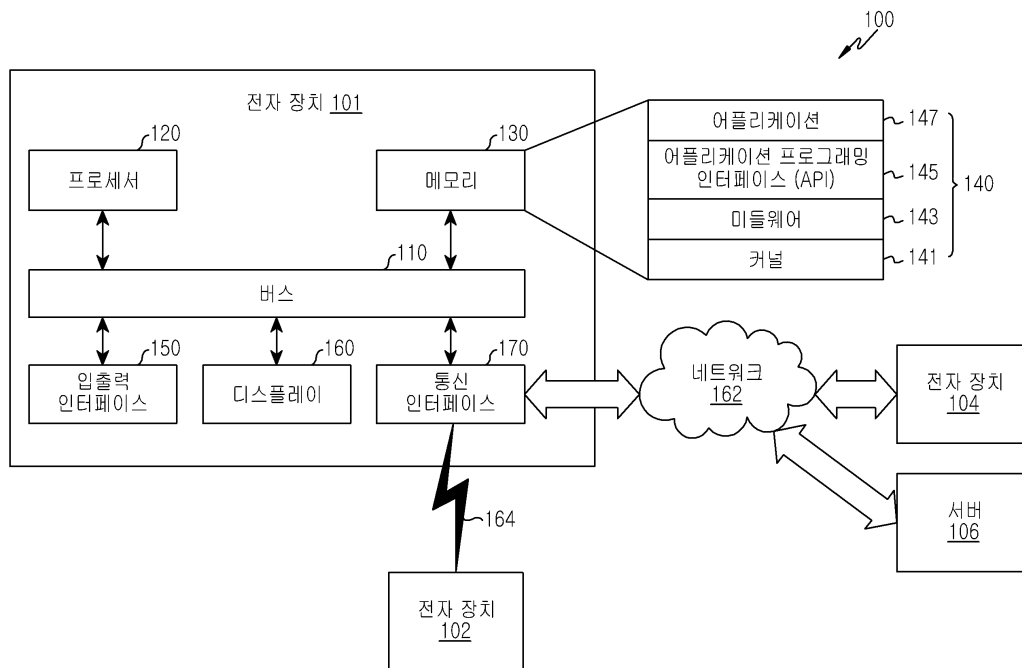 100
전자 장치 101
120
프로세서
130
메모리
어플리케이션
147
어플리케이션 프로그래밍
인터페이스 (API)
145
미들웨어
143
커널
141
140
110
버스
150
입출력
인터페이스
160
디스플레이
170
통신
인터페이스
네트워크
162
전자 장치
104
서버
106
164
전자 장치
102